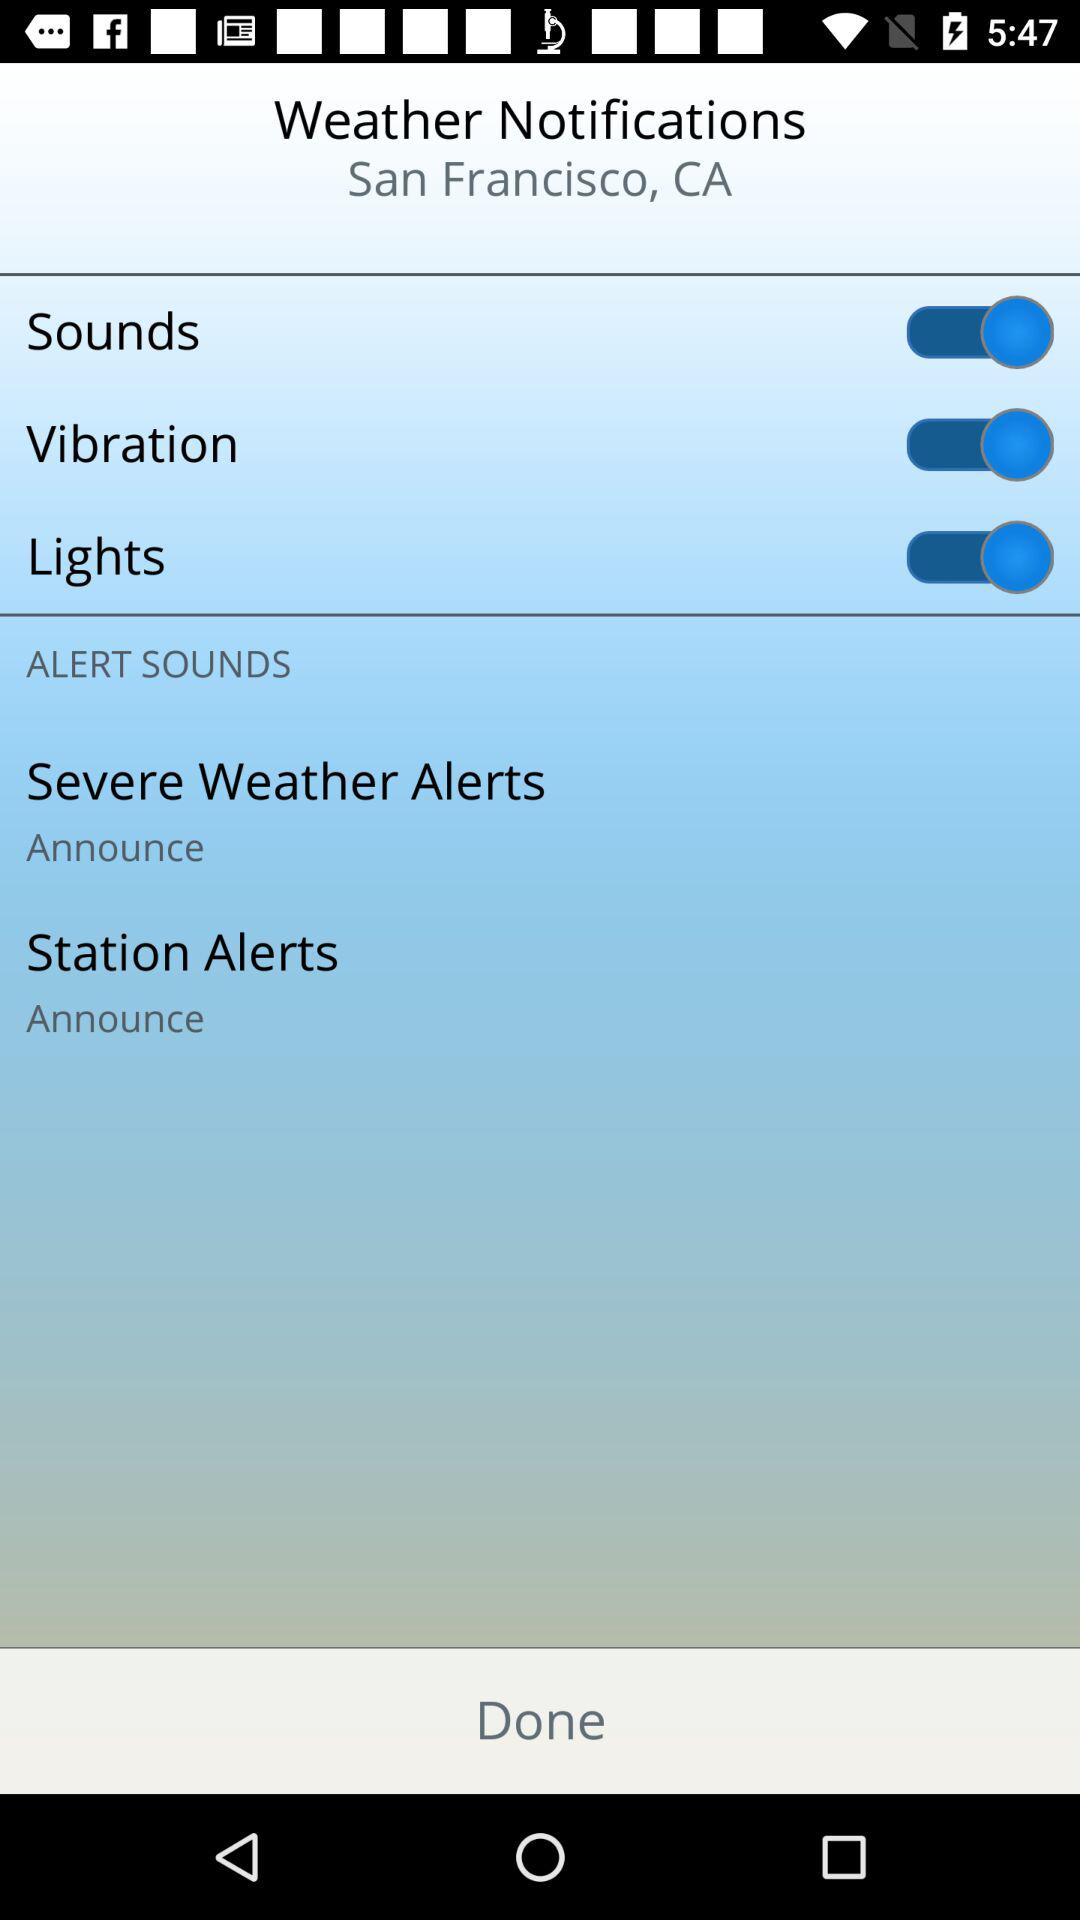 5:47
Weather Notifications
San Francisco, CA
Sounds
Vibration
Lights
ALERT SOUNDS
Severe Weather Alerts
Announce
Station Alerts
Announce
Done